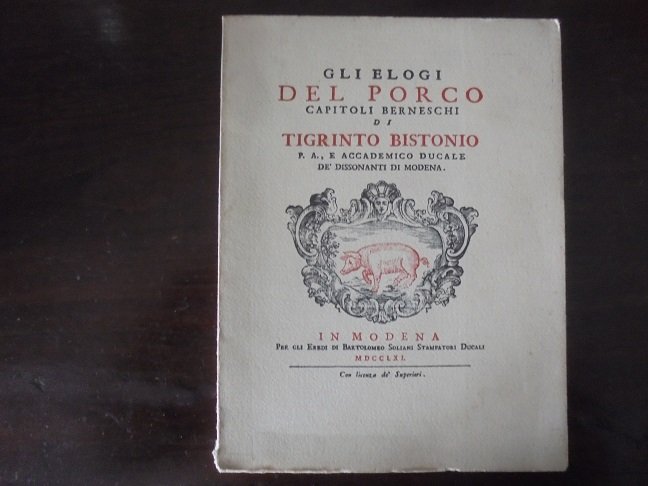 GLI ELOGI
DEL PORCO
CAPITOLI BERNESCHI
DI
TIGRINTO BISTONIO
P. A., E ACCADEMICO DUCALE
DE' DISSONANTI DI MODENA.
IN MODENA
PER GLI EREDI DI BARTOLOMEO SOLIANI STAMPATORI DUCALI
MDCCLXI.
Con licenza de' Superiori.